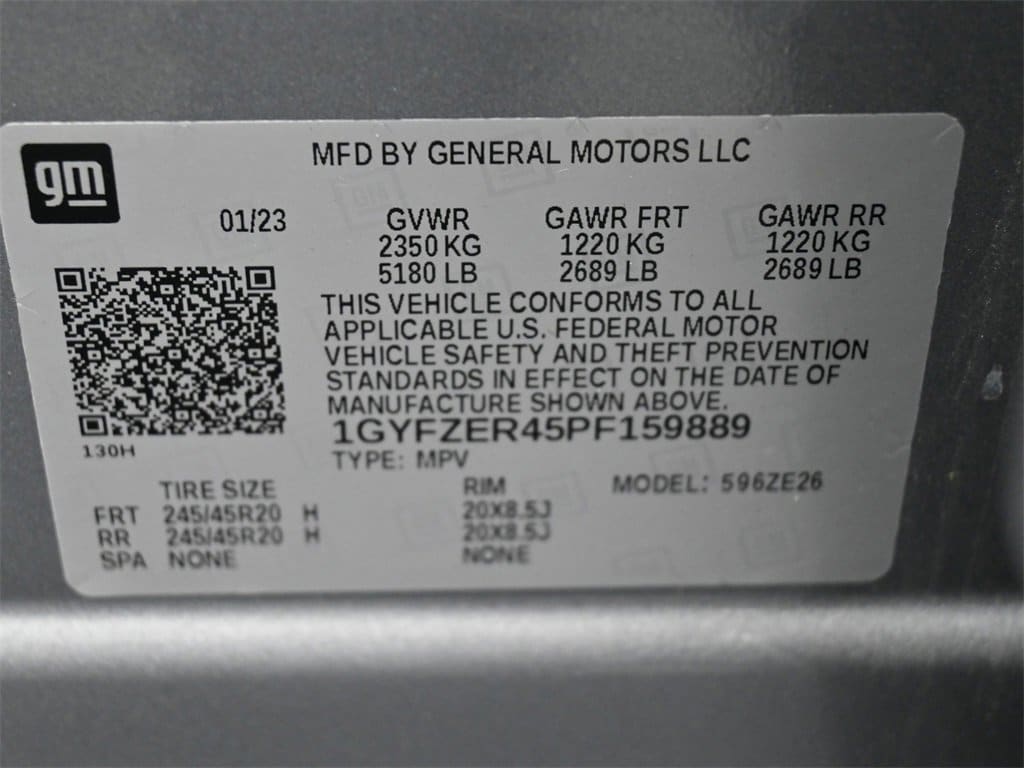 gm
MFD BY GENERAL MOTORS LLC
01/23 GVWR GAWR FRT GAWR RR
2350 KG 1220 KG 1220 KG
5180 LB 2689 LB 2689 LB
THIS VEHICLE CONFORMS TO ALL
APPLICABLE U.S. FEDERAL MOTOR
VEHICLE SAFETY AND THEFT PREVENTION
STANDARDS IN EFFECT ON THE DATE OF
MANUFACTURE SHOWN ABOVE.
1GYFZER45PF159889
130H
TYPE: MPV
TIRE SIZE RIM MODEL: 596ZE26
FRT 245/45R20 H 20X8.5J
RR 245/45R20 H 20X8.5J
SPA NONE NONE